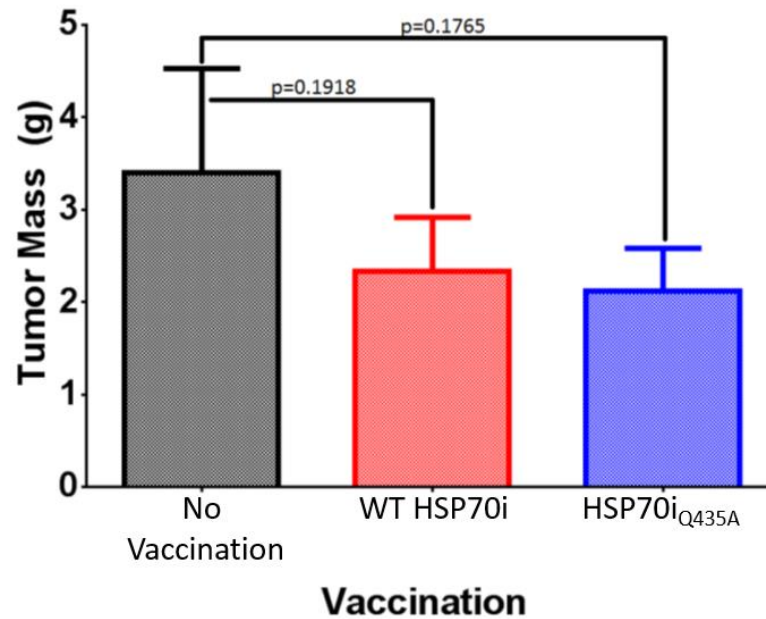 5
p=0.1765
p=0.1918
4
3
2
1
0
Tumor Mass (g)
No
Vaccination
WT HSP70i
HSP70iQ435A
Vaccination